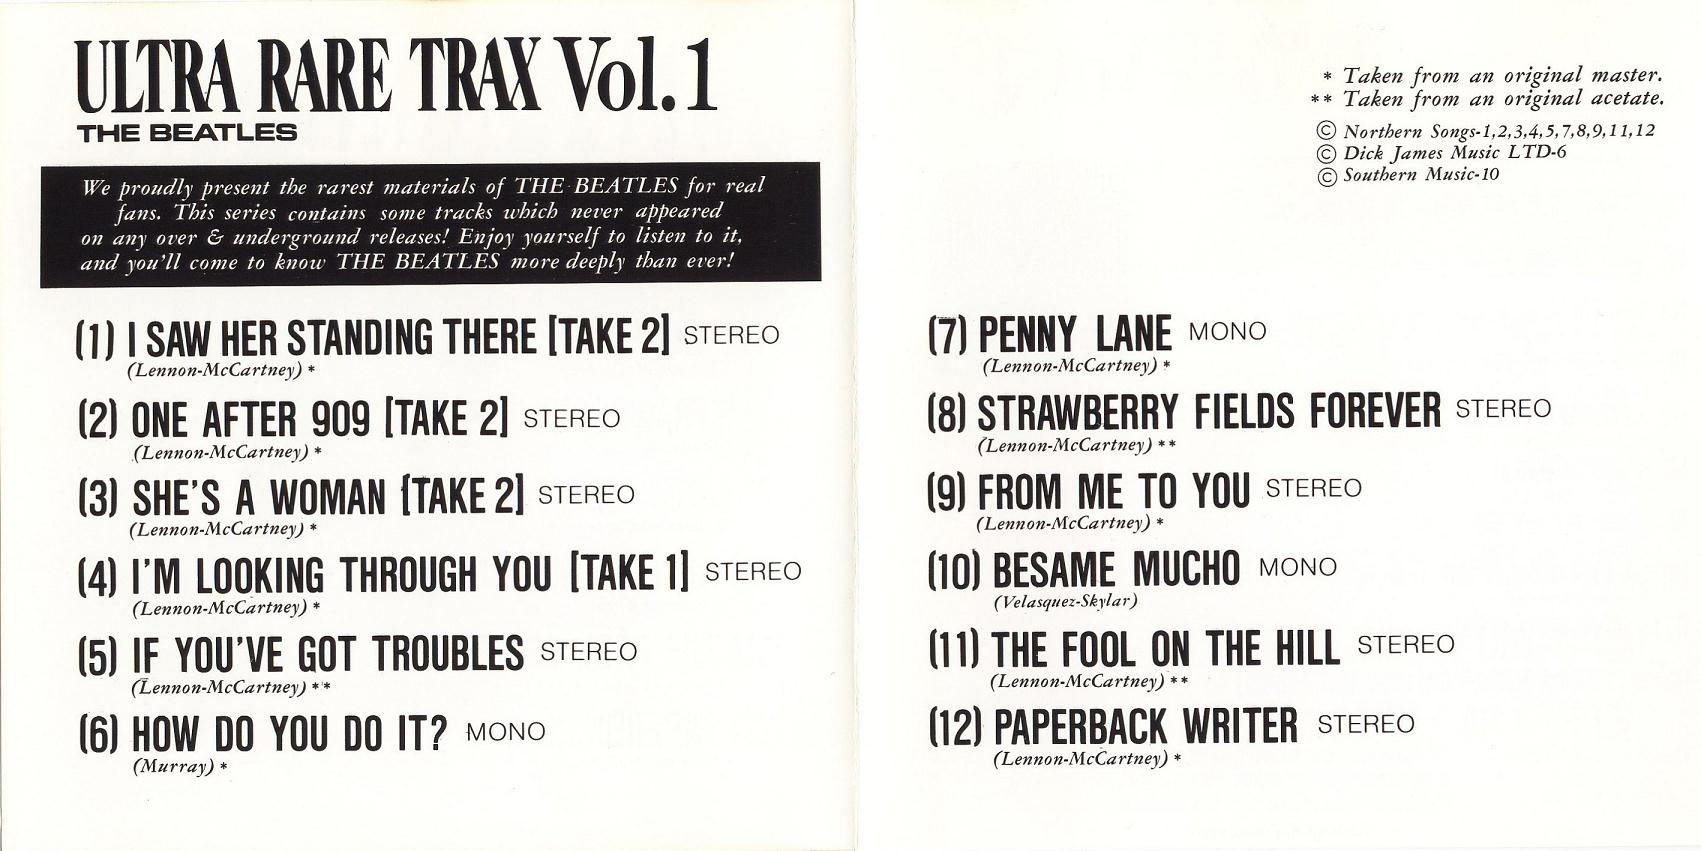 ULTRA RARE TRAX Vol.1
THE BEATLES
We proudly present the rarest materials of THE BEATLES for real
fans. This series contains some tracks which never appeared
on any over & underground releases! Enjoy yourself to listen to it,
and you'll come to know THE BEATLES more deeply than ever!
(1) I SAW HER STANDING THERE [TAKE 2] STEREO
(Lennon-McCartney) *
(2) ONE AFTER 909 [TAKE 2] STEREO
(Lennon-McCartney) *
(3) SHE'S A WOMAN [TAKE 2] STEREO
(Lennon-McCartney) *
(4) I'M LOOKING THROUGH YOU [TAKE 1] STEREO
(Lennon-McCartney) *
(5) IF YOU'VE GOT TROUBLES STEREO
(Lennon-McCartney) **
(6) HOW DO YOU DO IT? MONO
(Murray) *
* Taken from an original master.
** Taken from an original acetate.
© Northern Songs-1,2,3,4,5,7,8,9,11,12
© Dick James Music LTD-6
© Southern Music-10
(7) PENNY LANE MONO
(Lennon-McCartney) *
(8) STRAWBERRY FIELDS FOREVER STEREO
(Lennon-McCartney) **
(9) FROM ME TO YOU STEREO
(Lennon-McCartney) *
(10) BESAME MUCHO MONO
(Velasquez-Skylar)
(11) THE FOOL ON THE HILL STEREO
(Lennon-McCartney) **
(12) PAPERBACK WRITER STEREO
(Lennon-McCartney) *